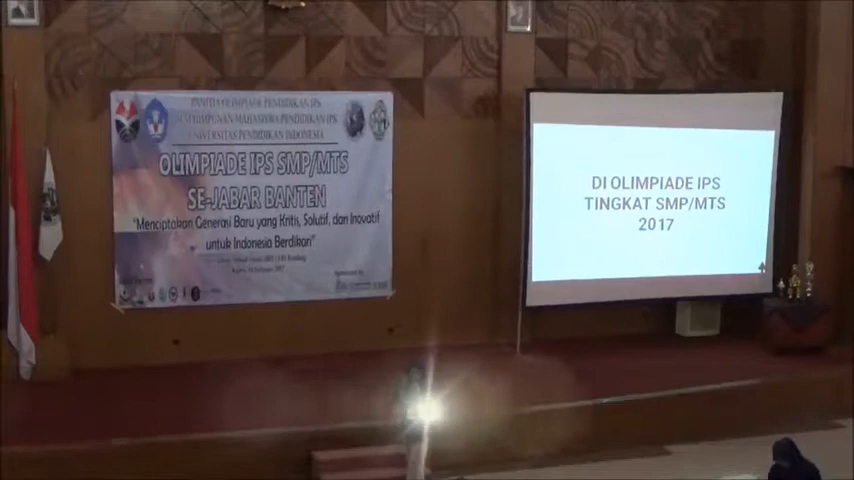 PANITIA OLIMPIADE PENDIDIKAN IPS
HIMPUNAN MAHASISWA PENDIDIKAN IPS
UNIVERSITAS PENDIDIKAN INDONESIA
OLIMPIADE IPS SMP/MTS
SE-JABAR BANTEN
"Menciptakan Generasi Baru yang Kritis, Solutif, dan Inovatif
untuk Indonesia Berdikari"
DI OLIMPIADE IPS
TINGKAT SMP/MTS
2017